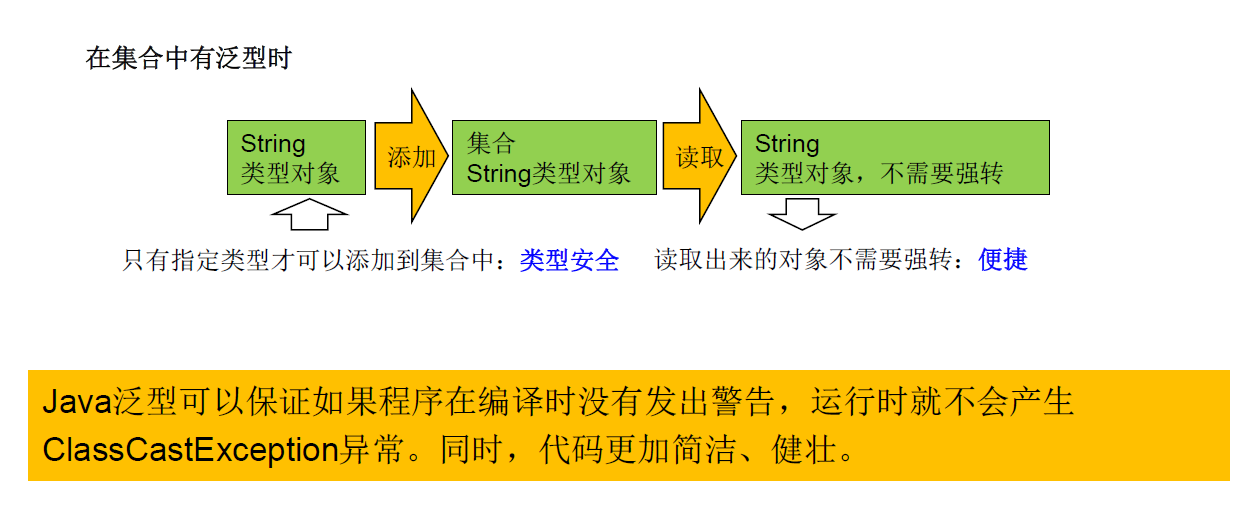 在集合中有泛型时
String
类型对象
添加
集合
String类型对象
读取
String
类型对象，不需要强转
只有指定类型才可以添加到集合中：类型安全
读取出来的对象不需要强转：便捷
Java泛型可以保证如果程序在编译时没有发出警告，运行时就不会产生
ClassCastException异常。同时，代码更加简洁、健壮。